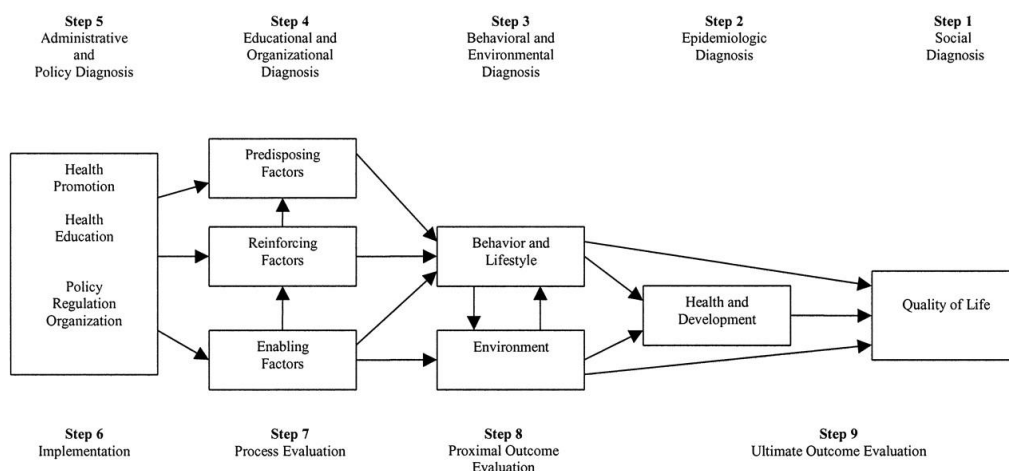 Step 5
Administrative
and
Policy Diagnosis
Step 4
Educational and
Organizational
Diagnosis
Step 3
Behavioral and
Environmental
Diagnosis
Step 2
Epidemiologic
Diagnosis
Step 1
Social
Diagnosis
Health
Promotion
Health
Education
Policy
Regulation
Organization
Predisposing
Factors
Reinforcing
Factors
Enabling
Factors
Behavior and
Lifestyle
Environment
Health and
Development
Quality of Life
Step 6
Implementation
Step 7
Process Evaluation
Step 8
Proximal Outcome
Evaluation
Step 9
Ultimate Outcome Evaluation